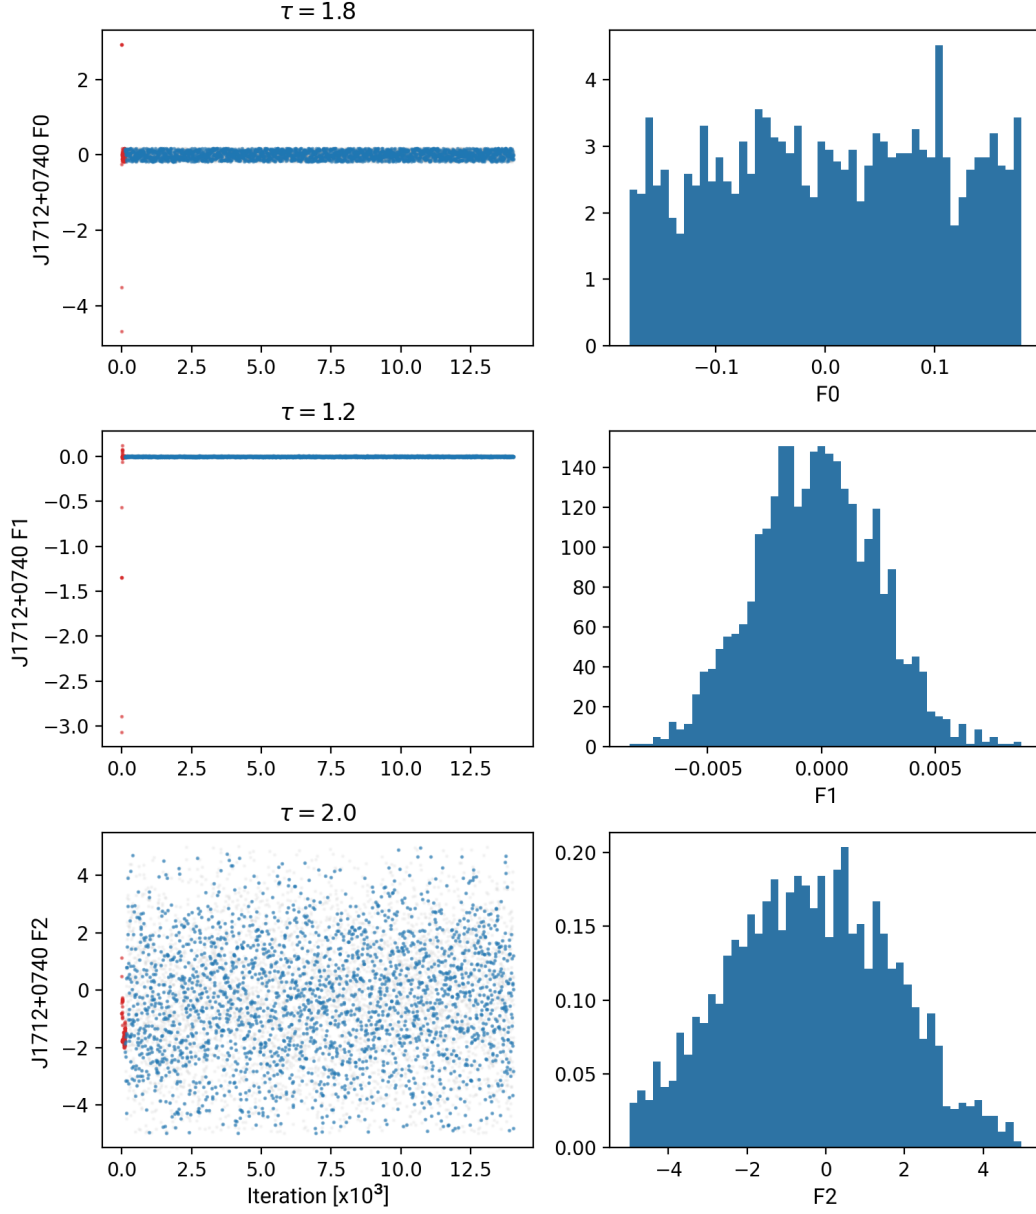 τ = 1.8
J1712+0740 F0
2
0
−2
−4
0.0 2.5 5.0 7.5 10.0 12.5
4
3
2
1
0
−0.1 0.0 0.1
F0
τ = 1.2
J1712+0740 F1
0.0
−0.5
−1.0
−1.5
−2.0
−2.5
−3.0
0.0 2.5 5.0 7.5 10.0 12.5
140
120
100
80
60
40
20
0
−0.005 0.000 0.005
F1
τ = 2.0
J1712+0740 F2
4
2
0
−2
−4
0.0 2.5 5.0 7.5 10.0 12.5
Iteration [x10³]
0.20
0.15
0.10
0.05
0.00
−4 −2 0 2 4
F2